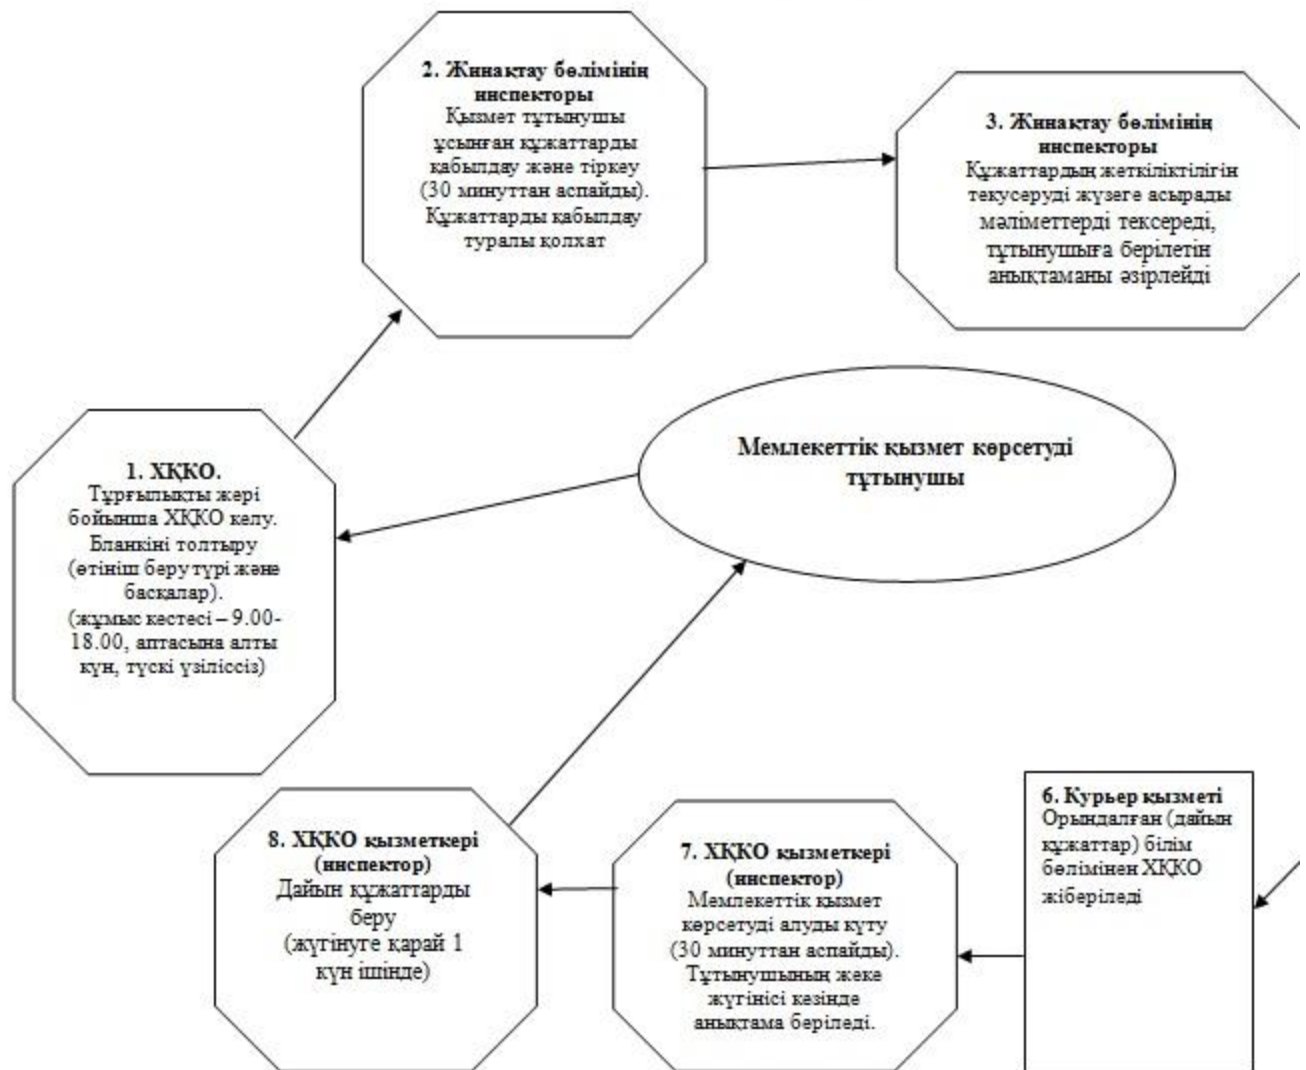 2. Жинақтау бөлімінің
инспекторы
Қызмет тұтынушы
ұсынған құжаттарды
қабылдау және тіркеу
(30 минуттан аспайды).
Құжаттарды қабылдау
туралы қолхат
3. Жинақтау бөлімінің
инспекторы
Құжаттардың жеткіліктілігін
текусеруді жүзеге асырады
мәліметтерді тексереді,
тұтынушыға берілетін
анықтаманы әзірлейді
1. ХҚКО.
Тұрғылықты жері
бойынша ХҚКО келу.
Бланкіні толтыру
(өтініш беру түрі және
басқалар).
(жұмыс кестесі – 9.00-
18.00, аптасына алты
күн, түскі үзіліссіз)
Мемлекеттік қызмет көрсетуді
тұтынушы
8. ХҚКО қызметкері
(инспектор)
Дайын құжаттарды
беру
(жүгінуге қарай 1
күн ішінде)
7. ХҚКО қызметкері
(инспектор)
Мемлекеттік қызмет
көрсетуді алуды күту
(30 минуттан аспайды).
Тұтынушының жеке
жүгінісі кезінде
анықтама беріледі.
6. Курьер қызметі
Орындалған (дайын
құжаттар) білім
бөлімінен ХҚКО
жіберіледі